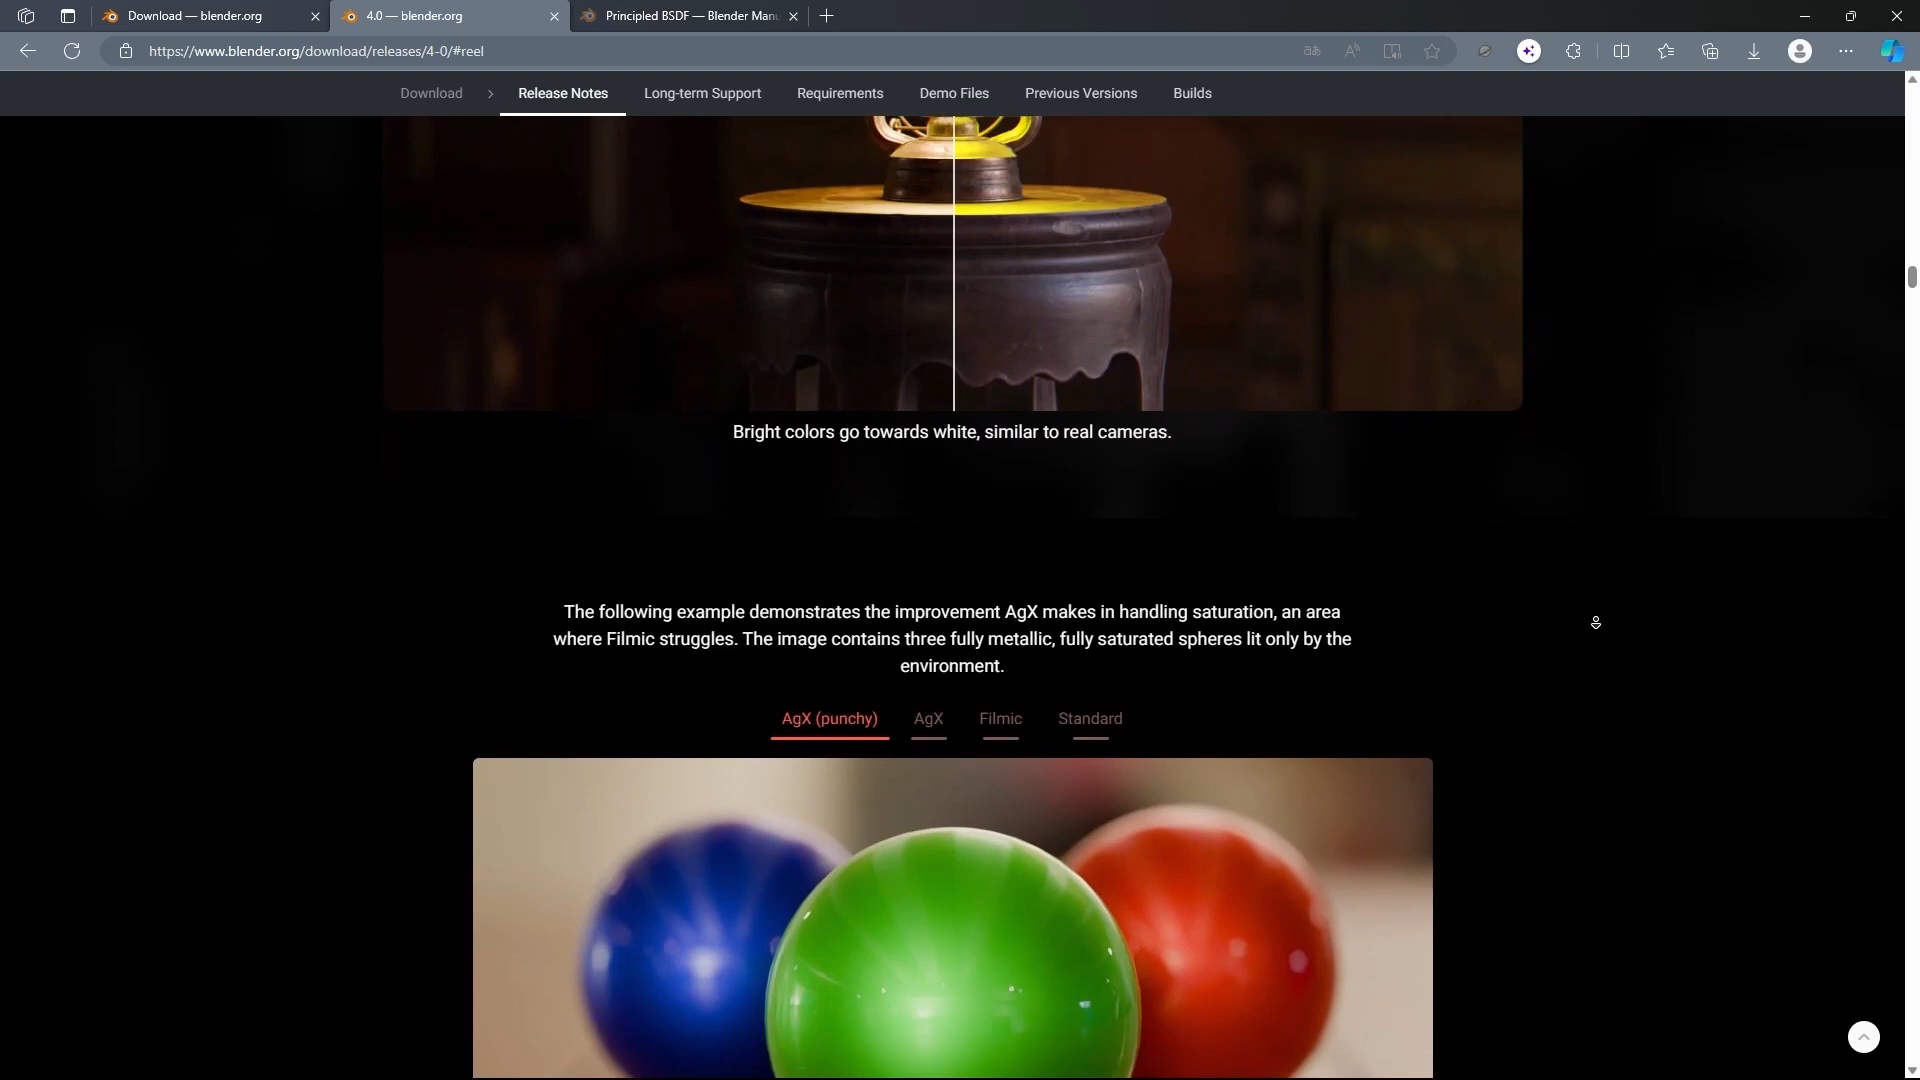 Download — blender.org
4.0 — blender.org
Principled BSDF — Blender Man
https://www.blender.org/download/releases/4-0/#reel
Download
Release Notes
Long-term Support
Requirements
Demo Files
Previous Versions
Builds
Bright colors go towards white, similar to real cameras.
The following example demonstrates the improvement AgX makes in handling saturation, an area
where Filmic struggles. The image contains three fully metallic, fully saturated spheres lit only by the
environment.
AgX (punchy)
AgX
Filmic
Standard